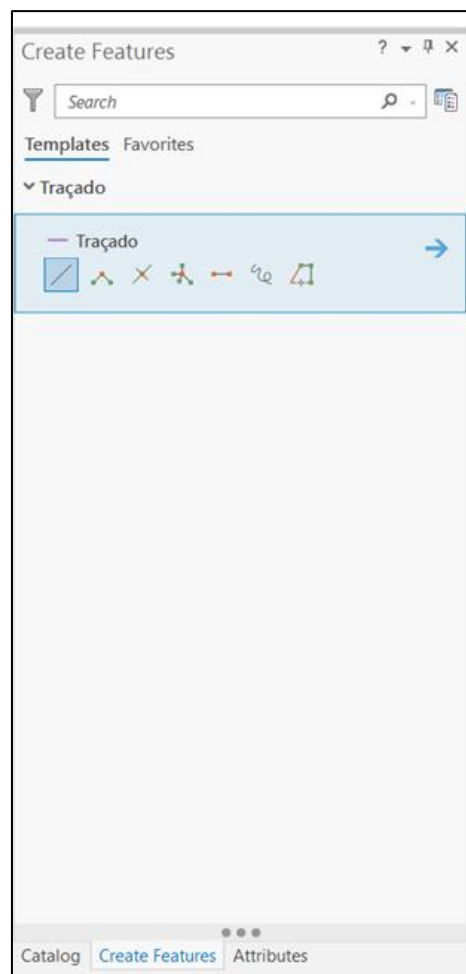 Create Features ?
Search
Templates Favorites
Traçado
Traçado
Catalog Create Features Attributes